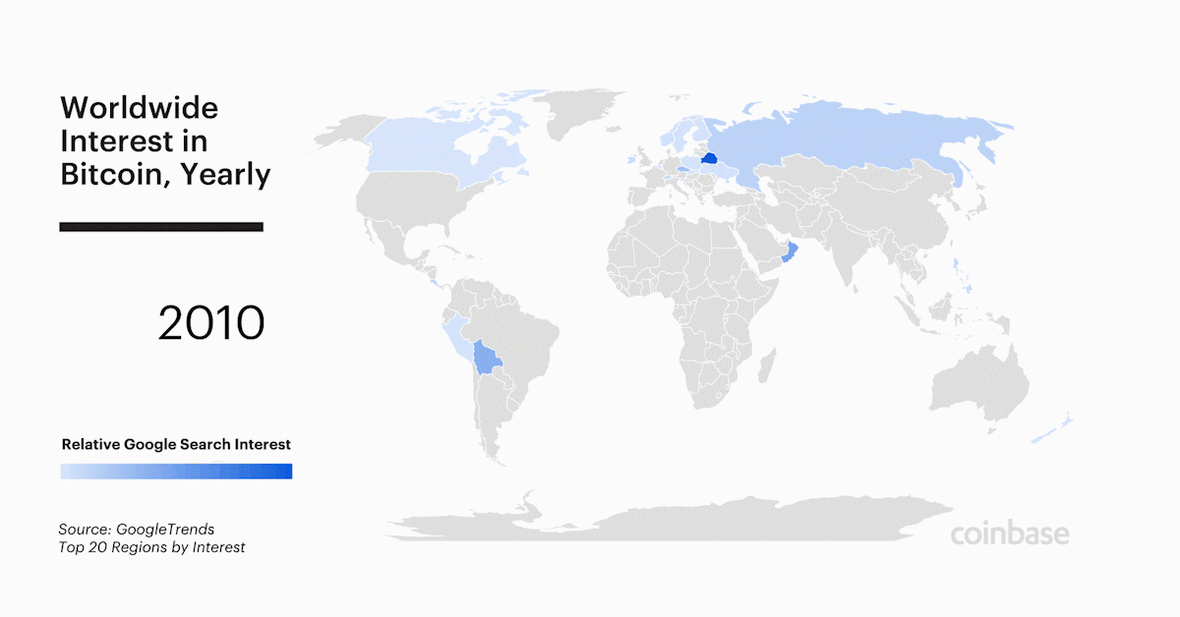 Worldwide
Interest in
Bitcoin, Yearly
2010
Relative Google Search Interest
Source: GoogleTrends
Top 20 Regions by Interest
coinbase